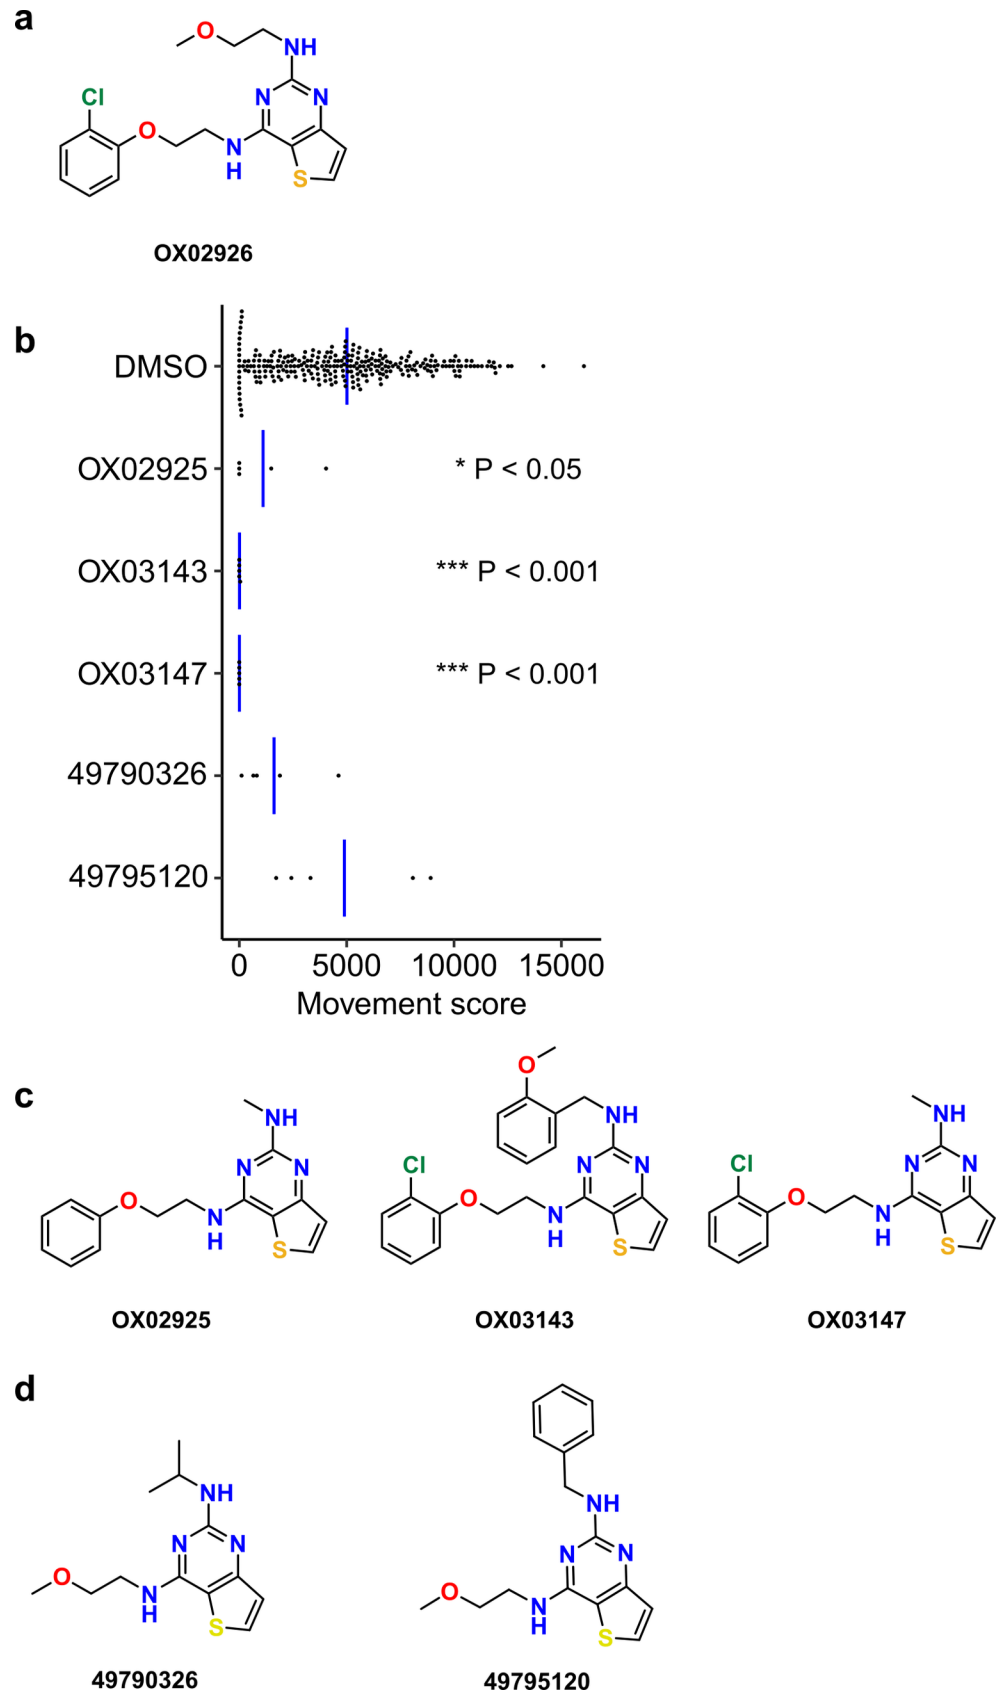 a
O
NH
Cl
N
N
O
N
H
S
OX02926
b
DMSO
OX02925
* P < 0.05
OX03143
*** P < 0.001
OX03147
*** P < 0.001
49790326
49795120
0 5000 10000 15000
Movement score
c
O
NH
NH
NH
Cl
N
N
Cl
N
N
N
N
O
O
O
N
H
N
H
N
H
S
S
S
OX02925
OX03143
OX03147
d
NH
NH
N
N
N
N
O
N
H
O
N
H
S
S
49790326
49795120